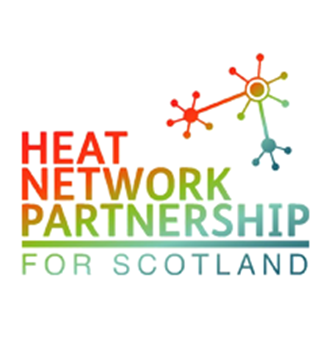 HEAT
NETWORK
PARTNERSHIP
FOR SCOTLAND